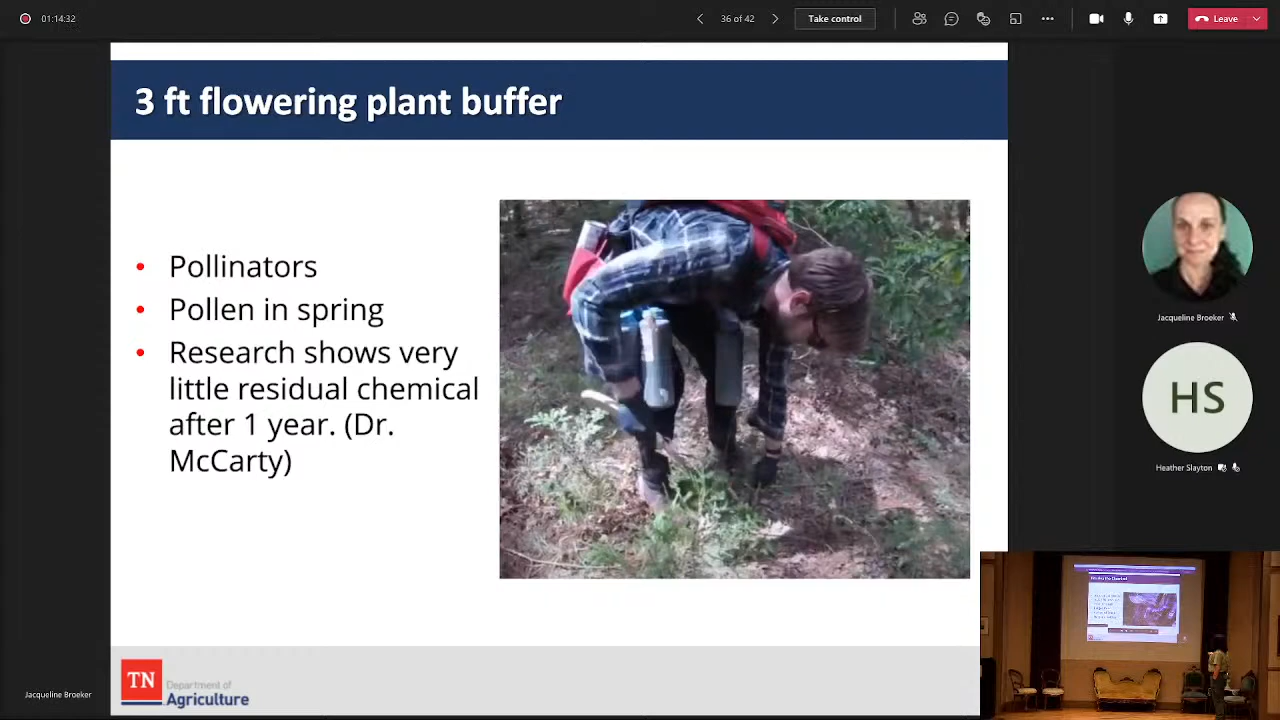 01:14:32
36 of 42
Take control
Leave
3 ft flowering plant buffer
• Pollinators
• Pollen in spring
• Research shows very
little residual chemical
after 1 year. (Dr.
McCarty)
Jacqueline Broeker
HS
Heather Slayton
Jacqueline Broeker
TN
Department of
Agriculture